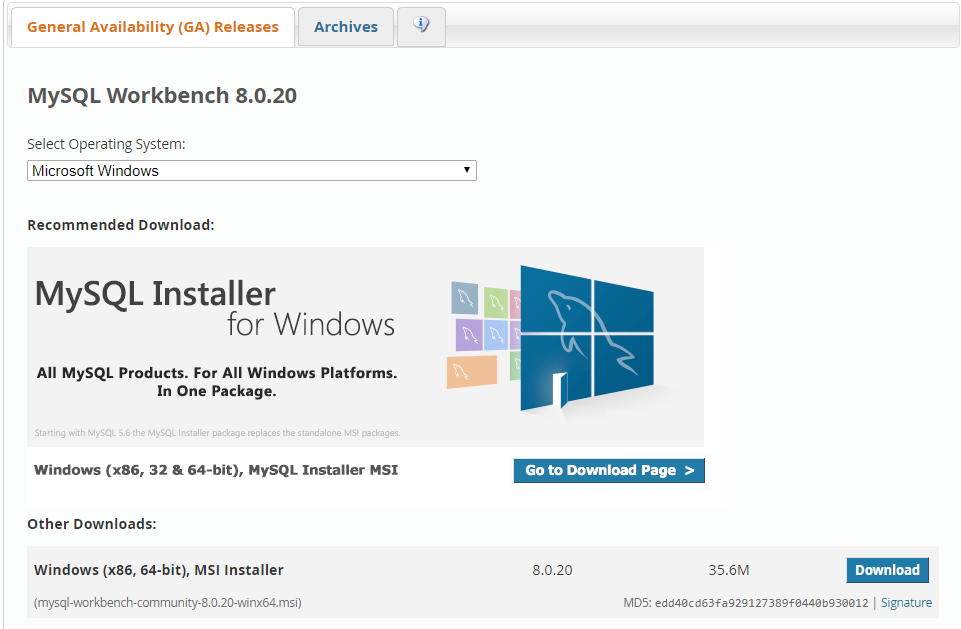 General Availability (GA) Releases
Archives
MySQL Workbench 8.0.20
Select Operating System:
Microsoft Windows
Recommended Download:
MySQL Installer
for Windows
All MySQL Products. For All Windows Platforms.
In One Package.
Starting with MySQL 5.6 the MySQL Installer package replaces the standalone MSI packages.
Windows (x86, 32 & 64-bit), MySQL Installer MSI
Go to Download Page >
Other Downloads:
Windows (x86, 64-bit), MSI Installer 8.0.20 35.6M Download
(mysql-workbench-community-8.0.20-winx64.msi) MD5: edd40cd63fa929127389f0440b930012 | Signature